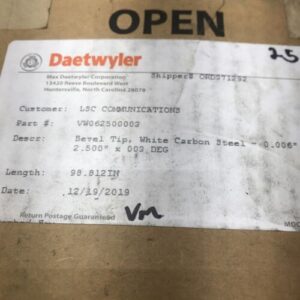 OPEN
25
Daetwyler
Shipper# ORD371292
Max Daetwyler Corporation
13420 Reese Boulevard West
Huntersville, North Carolina 28078
Customer: LSC COMMUNICATIONS
Part #: VW062500003
Descr: Bevel Tip, White Carbon Steel - 0.006"
2.500" x 003 DEG
Length: 98.812IN
Date: 12/19/2019
Return Postage Guaranteed
Vm
MDC